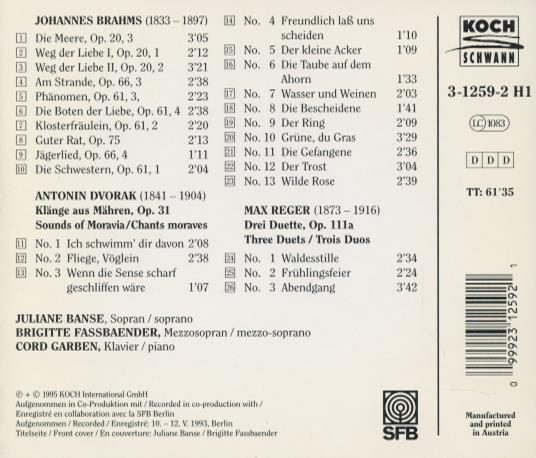 JOHANNES BRAHMS (1833 – 1897)
1 Die Meere, Op. 20, 3 3'05
2 Weg der Liebe I, Op. 20, 1 2'12
3 Weg der Liebe II, Op. 20, 2 3'21
4 Am Strande, Op. 66, 3 2'38
5 Phänomen, Op. 61, 3, 2'23
6 Die Boten der Liebe, Op. 61, 4 2'38
7 Klosterfräulein, Op. 61, 2 2'20
8 Guter Rat, Op. 75 2'13
9 Jägerlied, Op. 66, 4 1'11
10 Die Schwestern, Op. 61, 1 2'04
ANTONIN DVORAK (1841 – 1904)
Klänge aus Mähren, Op. 31
Sounds of Moravia/Chants moraves
11 No. 1 Ich schwimm' dir davon 2'08
12 No. 2 Fliege, Vöglein 2'38
13 No. 3 Wenn die Sense scharf
geschliffen wäre 1'07
14 No. 4 Freundlich laß uns
scheiden 1'10
15 No. 5 Der kleine Acker 1'09
16 No. 6 Die Taube auf dem
Ahorn 1'33
17 No. 7 Wasser und Weinen 2'03
18 No. 8 Die Bescheidene 1'41
19 No. 9 Der Ring 2'09
20 No. 10 Grüne, du Gras 3'29
21 No. 11 Die Gefangene 2'36
22 No. 12 Der Trost 3'04
23 No. 13 Wilde Rose 2'39
MAX REGER (1873 – 1916)
Drei Duette, Op. 111a
Three Duets / Trois Duos
24 No. 1 Waldesstille 2'34
25 No. 2 Frühlingsfeier 2'24
26 No. 3 Abendgang 3'42
JULIANE BANSE, Sopran / soprano
BRIGITTE FASSBAENDER, Mezzosopran / mezzo-soprano
CORD GARBEN, Klavier / piano
℗ + © 1995 KOCH International GmbH
Aufgenommen in Co-Produktion mit / Recorded in co-production with /
Enregistré en collaboration avec la SFB Berlin
Aufgenommen / Recorded / Enregistré: 10. – 12. V. 1993, Berlin
Titelseite / Front cover / En couverture: Juliane Banse / Brigitte Fassbaender
SFB
KOCH
SCHWANN
3-1259-2 H1
LC 1083
D D D
TT: 61'35
0 99923 12592 1
Manufactured
and printed
in Austria